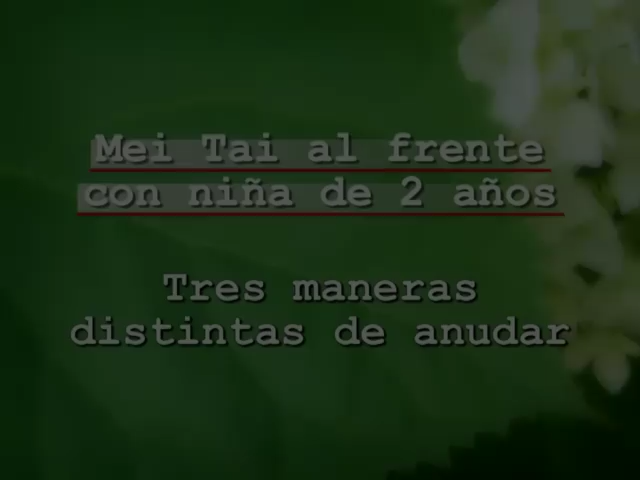 Mei Tai al frente
con niña de 2 años
Tres maneras
distintas de anudar